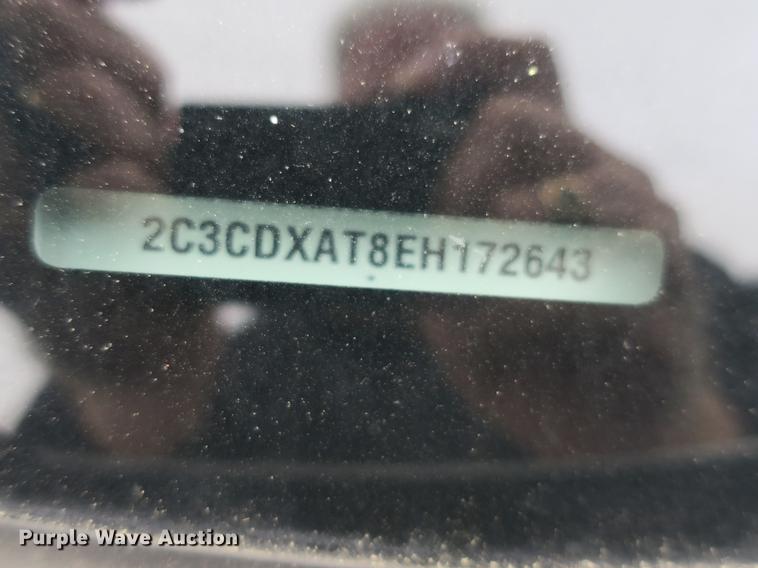 2C3CDXAT8EH172643
Purple Wave Auction